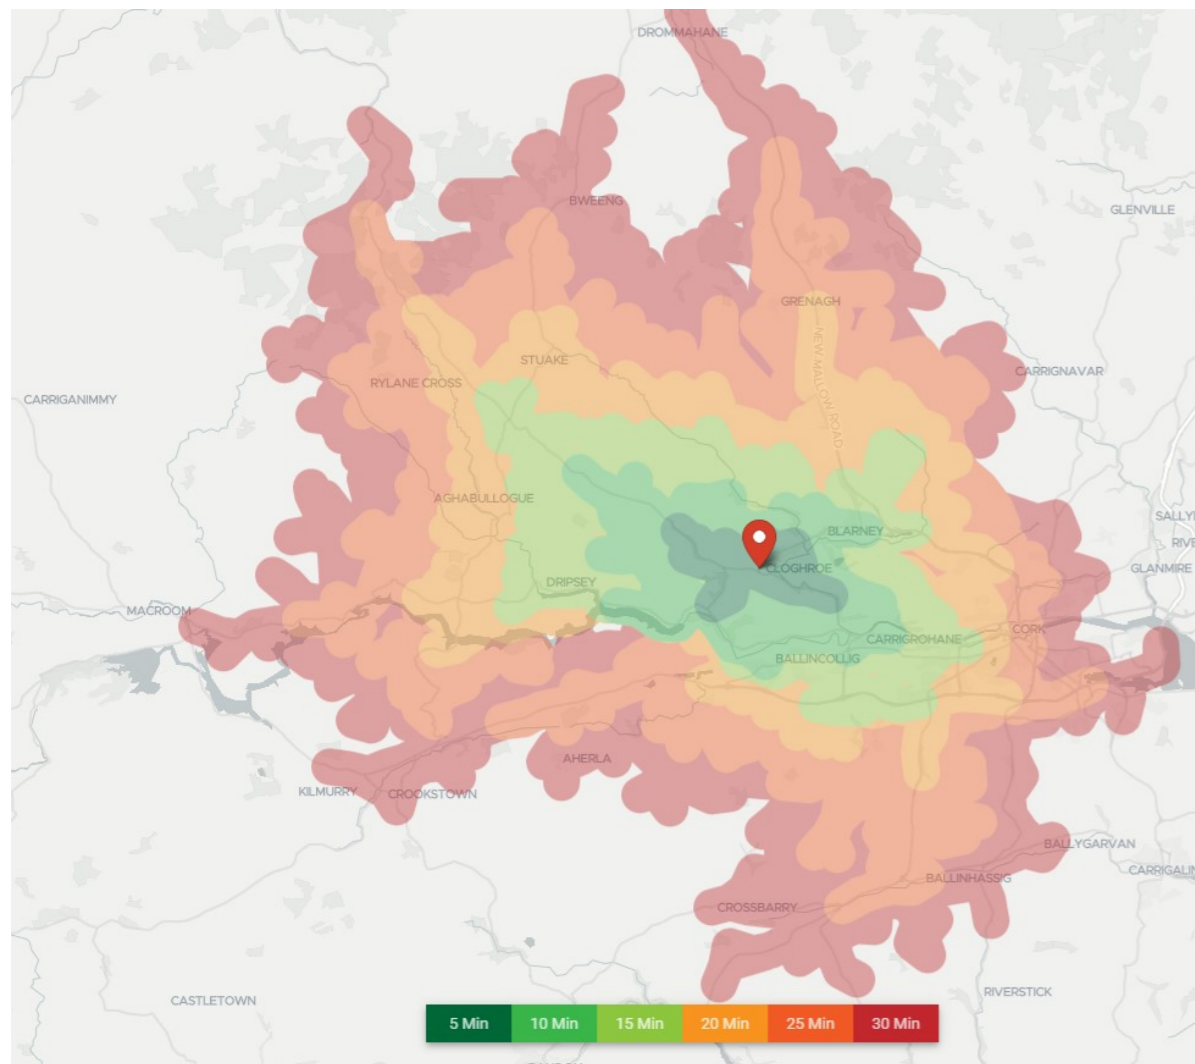 DROMMAHANE
BWEENG
GLENVILLE
GRENAGH
NEW MALLOW ROAD
STUAKE
CARRIGNAVAR
RYLANE CROSS
CARRIGANIMMY
AGHABULLOGUE
SALLY
BLARNEY
RIVE
CLOGHROE
GLANMIRE
DRIPSEY
MACROOM
CORK
CARRIGROHANE
BALLINCOLLIG
AHERLA
KILMURRY
CROOKSTOWN
BALLYGARVAN
CARRIGALIN
BALLINHASSIG
CROSSBARRY
RIVERSTICK
CASTLETOWN
5 Min 10 Min 15 Min 20 Min 25 Min 30 Min